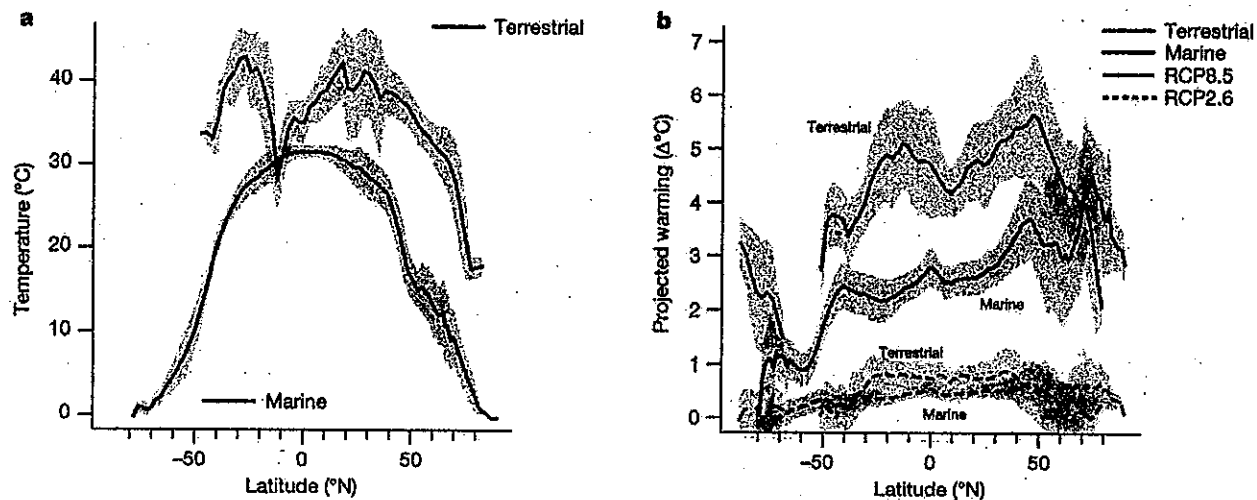 a
Terrestrial
40
30
20
10
0
Temperature (°C)
Marine
−50
0
50
Latitude (°N)
b
Terrestrial
Marine
RCP8.5
RCP2.6
7
6
5
4
3
2
1
0
Projected warming (Δ°C)
Terrestrial
Marine
Terrestrial
Marine
−50
0
50
Latitude (°N)